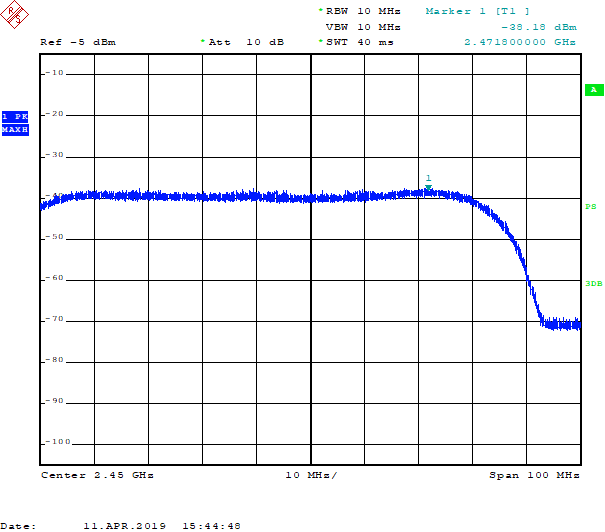 R S
* RBW 10 MHz Marker 1 [T1 ]
VBW 10 MHz -38.18 dBm
Ref -5 dBm * Att 10 dB * SWT 40 ms 2.471800000 GHz
-10
A
1 PK
MAXH
-20
-30
1
-40
PS
-50
-60
3DB
-70
-80
-90
-100
Center 2.45 GHz 10 MHz/ Span 100 MHz
Date: 11.APR.2019 15:44:48